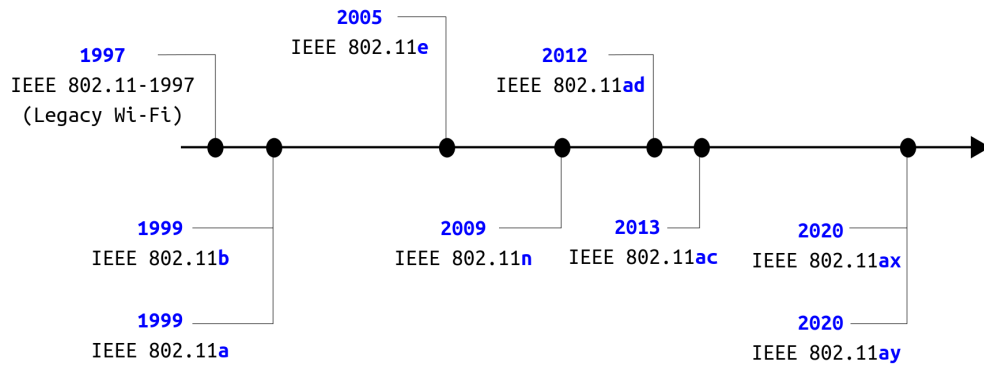 1997
IEEE 802.11-1997
(Legacy Wi-Fi)
2005
IEEE 802.11e
2012
IEEE 802.11ad
1999
IEEE 802.11b
1999
IEEE 802.11a
2009
IEEE 802.11n
2013
IEEE 802.11ac
2020
IEEE 802.11ax
2020
IEEE 802.11ay